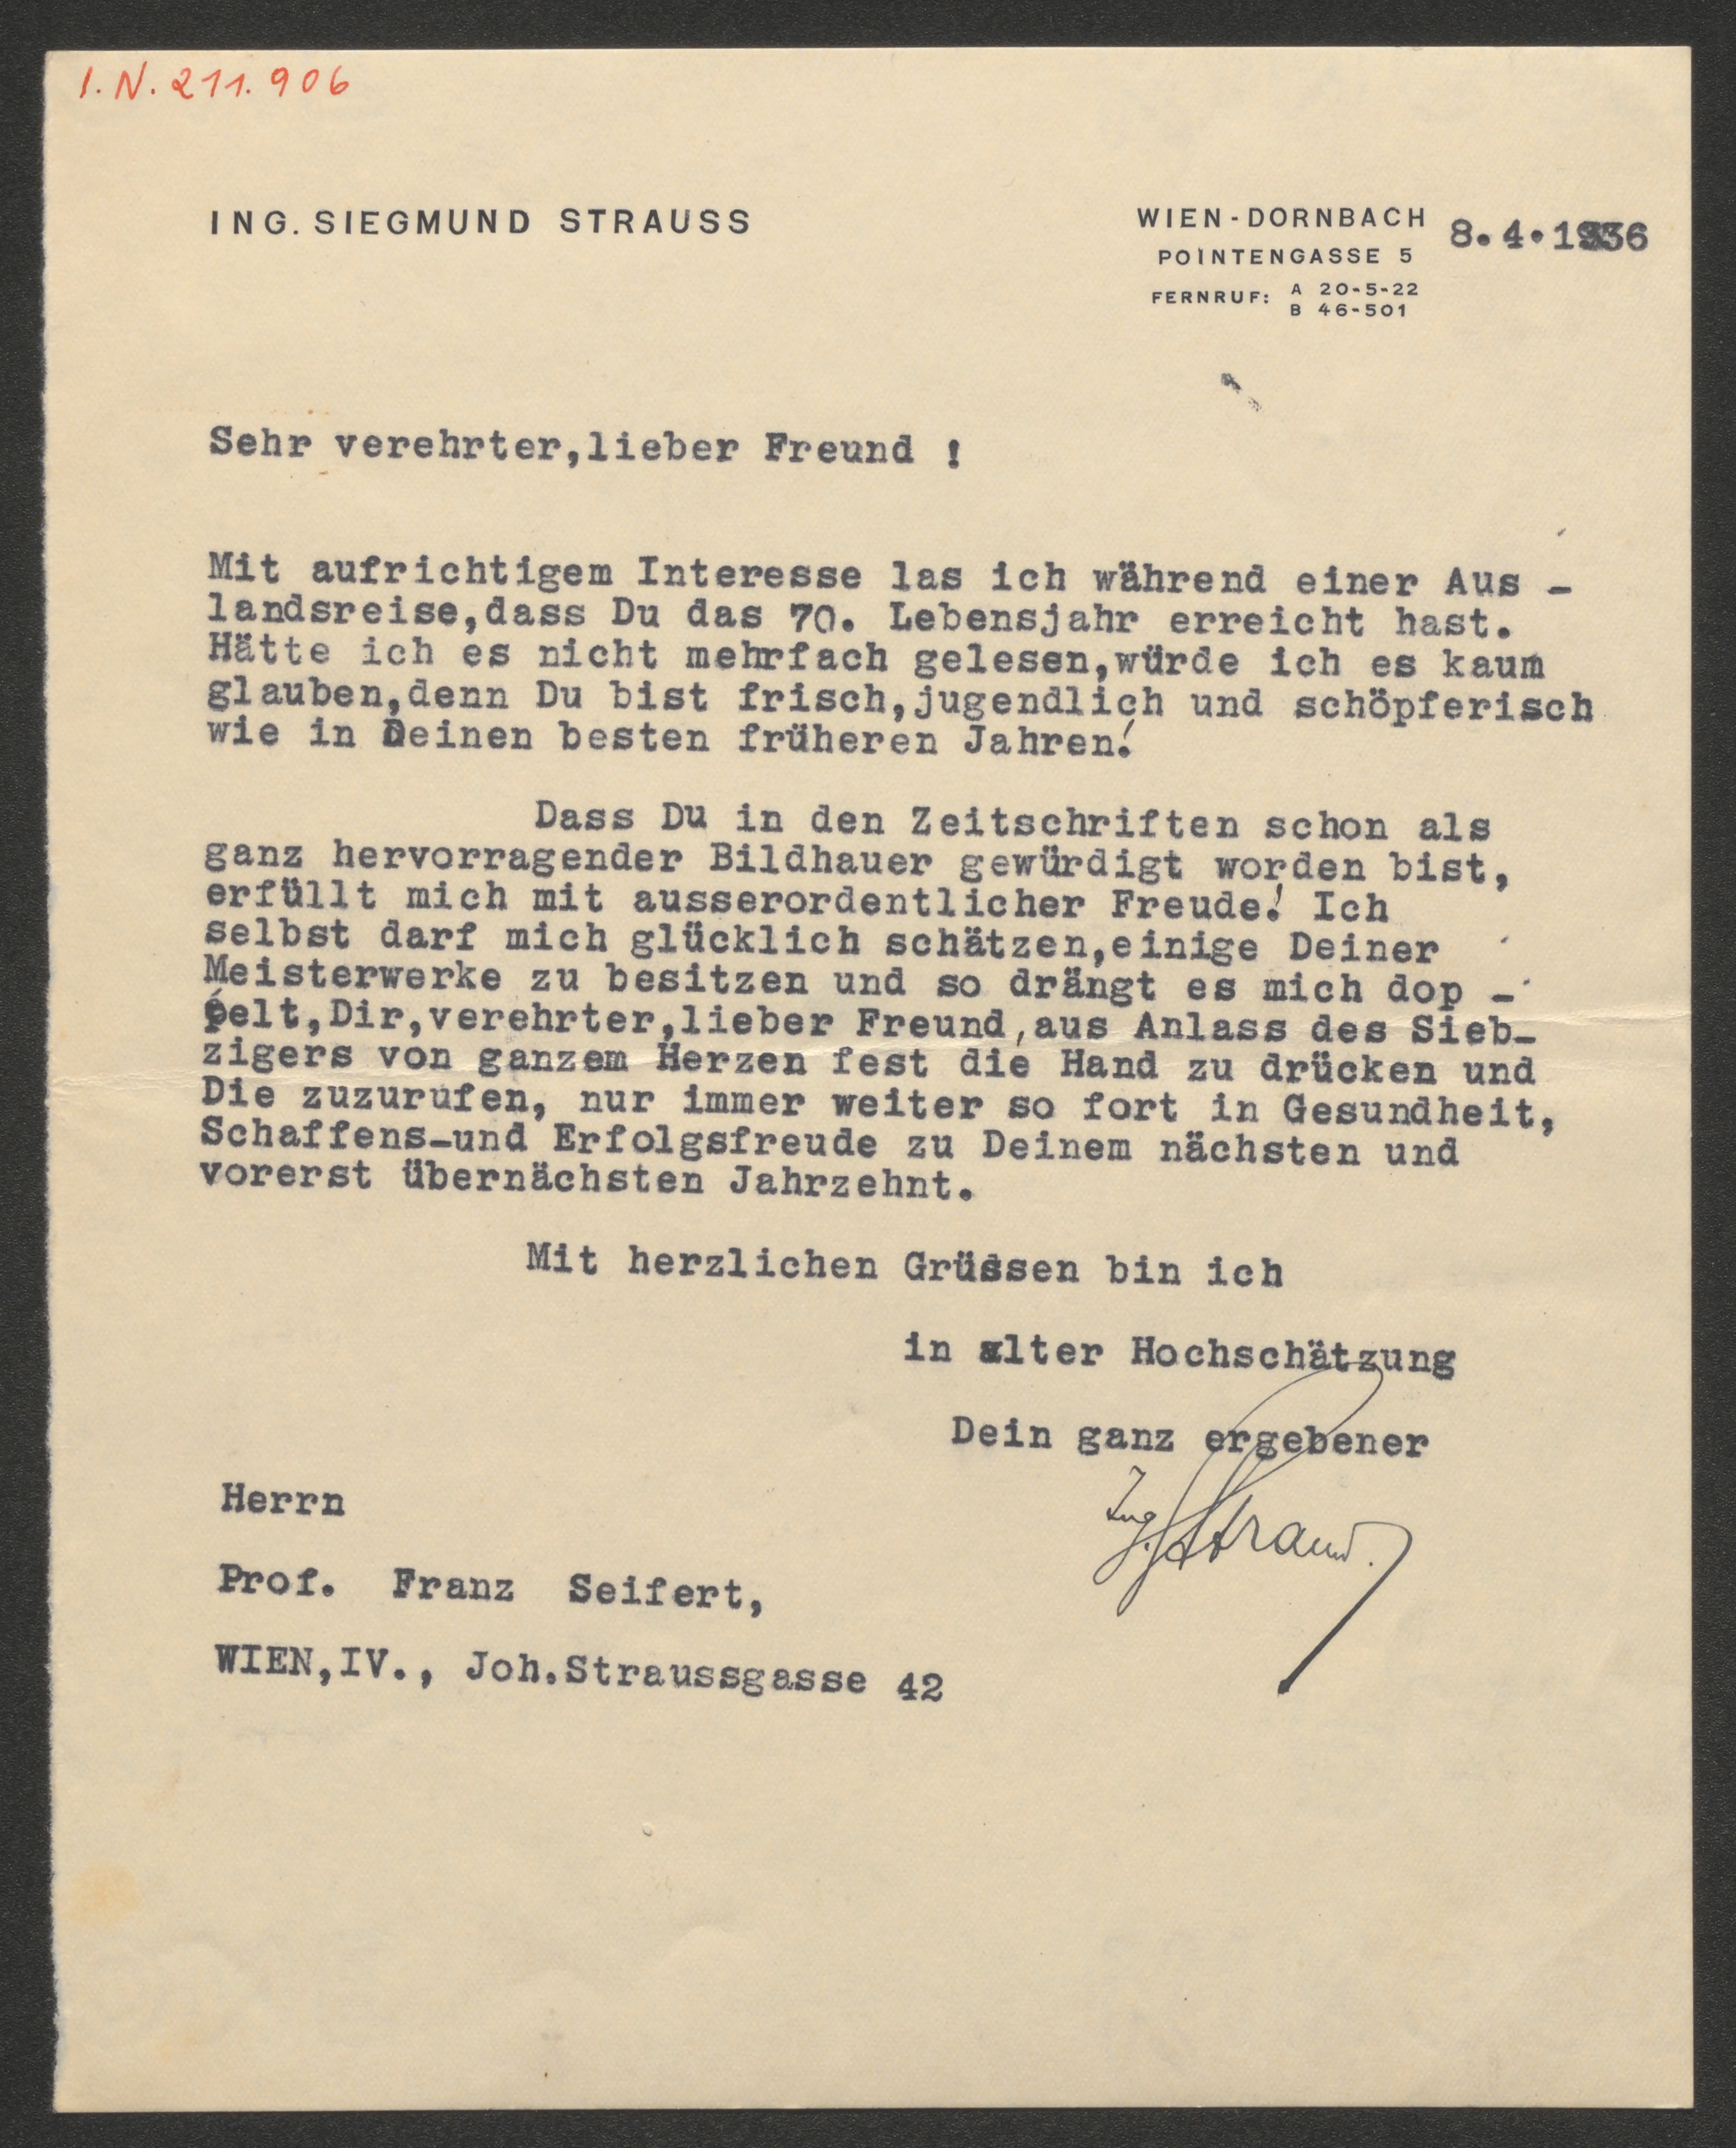 I.N. 211.906
ING. SIEGMUND STRAUSS
WIEN-DORNBACH
POINTENGASSE 5
FERNRUF: A 20-5-22
B 46-501
8.4.1936
Sehr verehrter,lieber Freund !
Mit aufrichtigem Interesse las ich während einer Aus -
landsreise,dass Du das 70. Lebensjahr erreicht hast.
Hätte ich es nicht mehrfach gelesen,würde ich es kaum
glauben,denn Du bist frisch,jugendlich und schöpferisch
wie in Deinen besten früheren Jahren!
Dass Du in den Zeitschriften schon als
ganz hervorragender Bildhauer gewürdigt worden bist,
erfüllt mich mit ausserordentlicher Freude! Ich
selbst darf mich glücklich schätzen,einige Deiner
Meisterwerke zu besitzen und so drängt es mich dop -
pelt,Dir,verehrter,lieber Freund,aus Anlass des Sieb-
zigers von ganzem Herzen fest die Hand zu drücken und
Die zuzurufen, nur immer weiter so fort in Gesundheit,
Schaffens-und Erfolgsfreude zu Deinem nächsten und
vorerst übernächsten Jahrzehnt.
Mit herzlichen Grüssen bin ich
in alter Hochschätzung
Dein ganz ergebener
Ing. Strauss.
Herrn
Prof. Franz Seifert,
WIEN,IV., Joh.Straussgasse 42